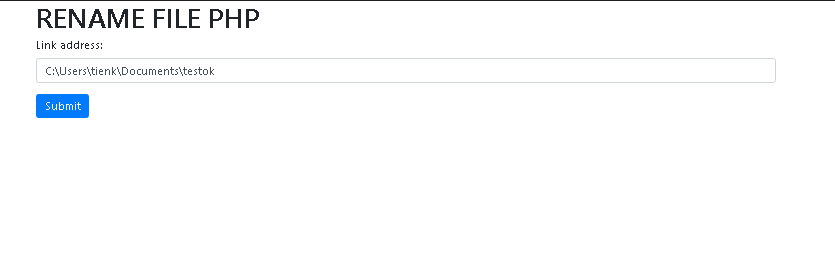 RENAME FILE PHP
Link address:
C:\Users\tienk\Documents\testok
Submit